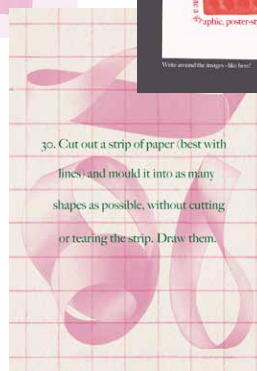 raphic, poster-st
Write around the images - like here!
30. Cut out a strip of paper (best with
lines) and mould it into as many
shapes as possible, without cutting
or tearing the strip. Draw them.